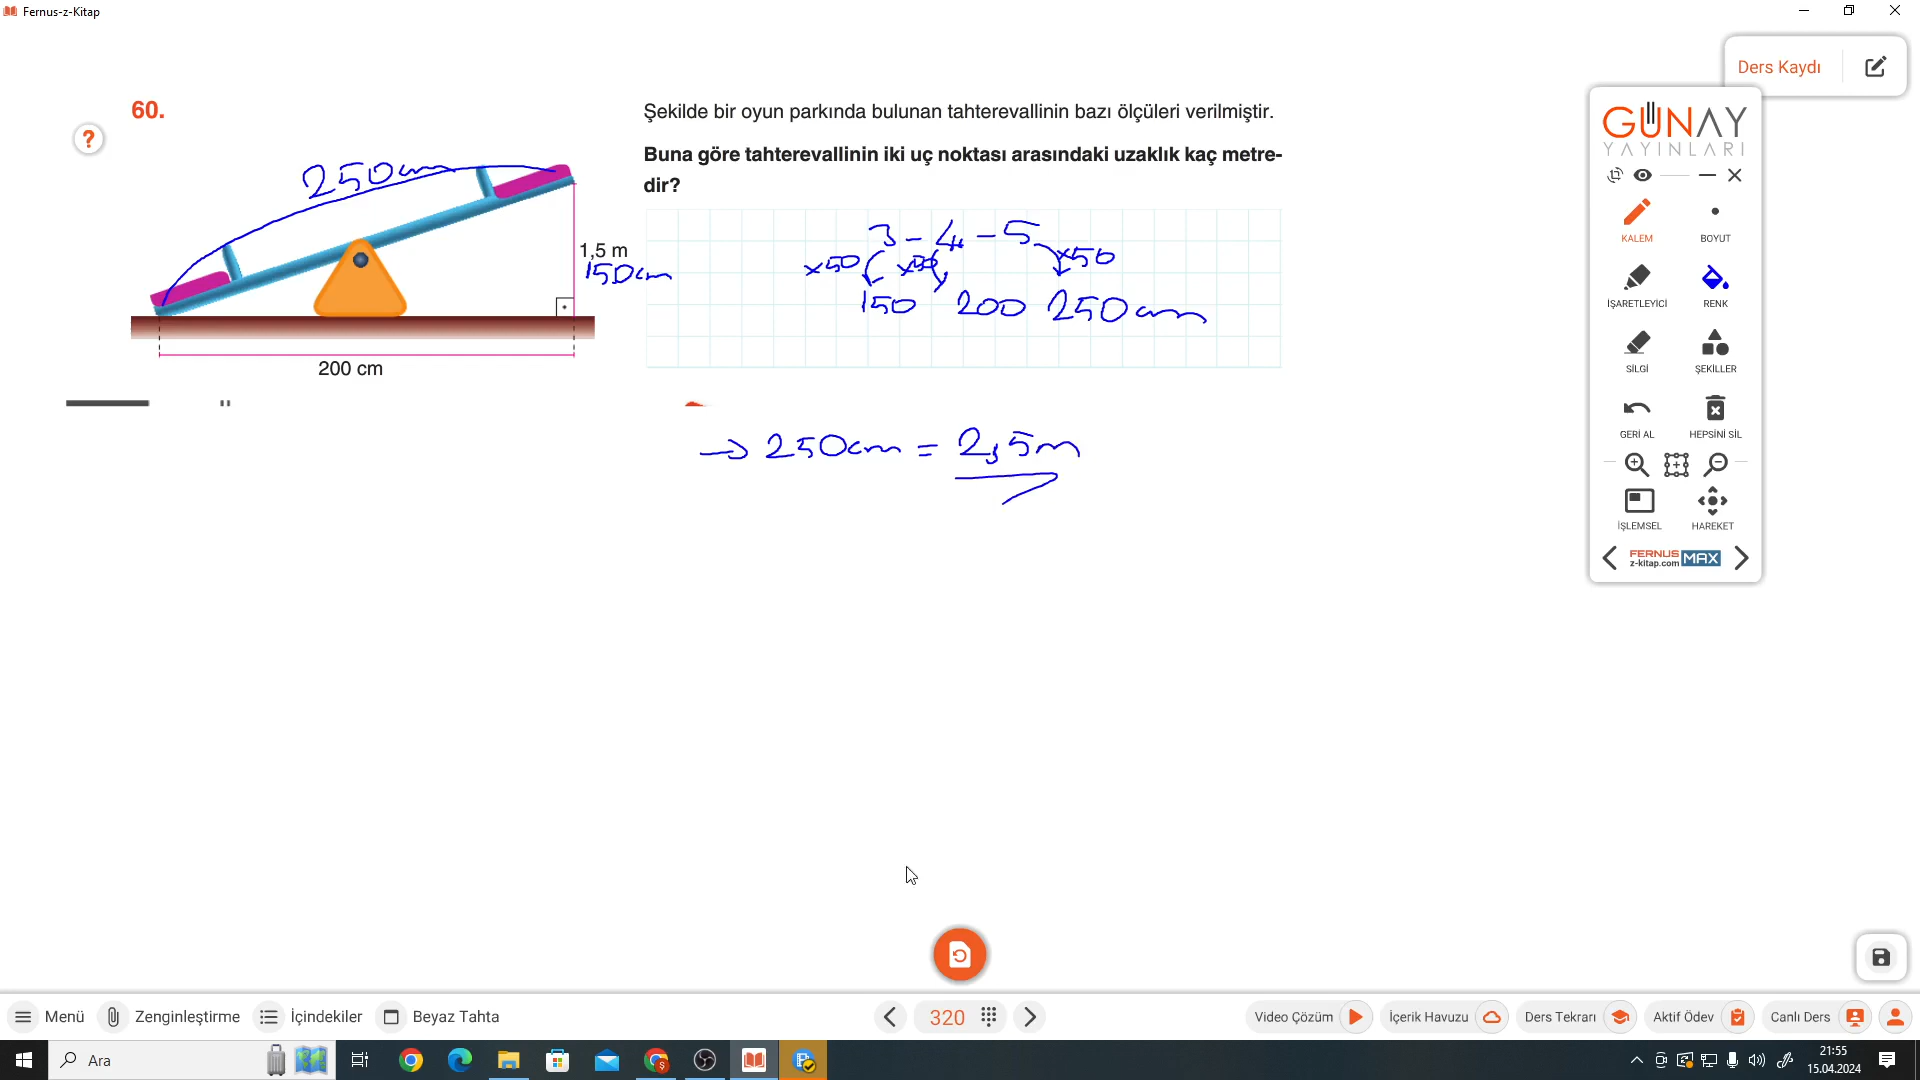 Fernus-z-Kitap
Ders Kaydı
60.
?
Şekilde bir oyun parkında bulunan tahterevallinin bazı ölçüleri verilmiştir.
Buna göre tahterevallinin iki uç noktası arasındaki uzaklık kaç metre-
dir?
250cm
1,5 m
150cm
200 cm
3 - 4 - 5
x50 x50 x50
150 200 250cm
→ 250cm = 2,5m
GÜNAY
YAYINLARI
KALEM
BOYUT
İŞARETLEYİCİ
RENK
SİLGİ
ŞEKİLLER
GERİ AL
HEPSİNİ SİL
İŞLEMSEL
HAREKET
FERNUS
z-kitap.com MAX
Menü
Zenginleştirme
İçindekiler
Beyaz Tahta
320
Video Çözüm
İçerik Havuzu
Ders Tekrarı
Aktif Ödev
Canlı Ders
Ara
21:55
15.04.2024